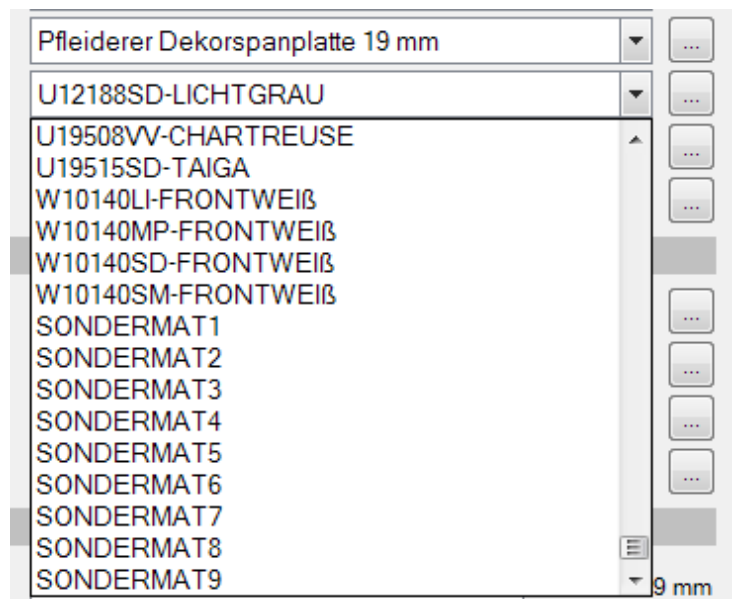 Pfleiderer Dekorspanplatte 19 mm
...
U12188SD-LICHTGRAU
...
U19508VV-CHARTREUSE
...
U19515SD-TAIGA
W10140LI-FRONTWEIß
...
W10140MP-FRONTWEIß
W10140SD-FRONTWEIß
W10140SM-FRONTWEIß
SONDERMAT1
...
SONDERMAT2
SONDERMAT3
...
SONDERMAT4
...
SONDERMAT5
SONDERMAT6
...
SONDERMAT7
SONDERMAT8
SONDERMAT9
9 mm